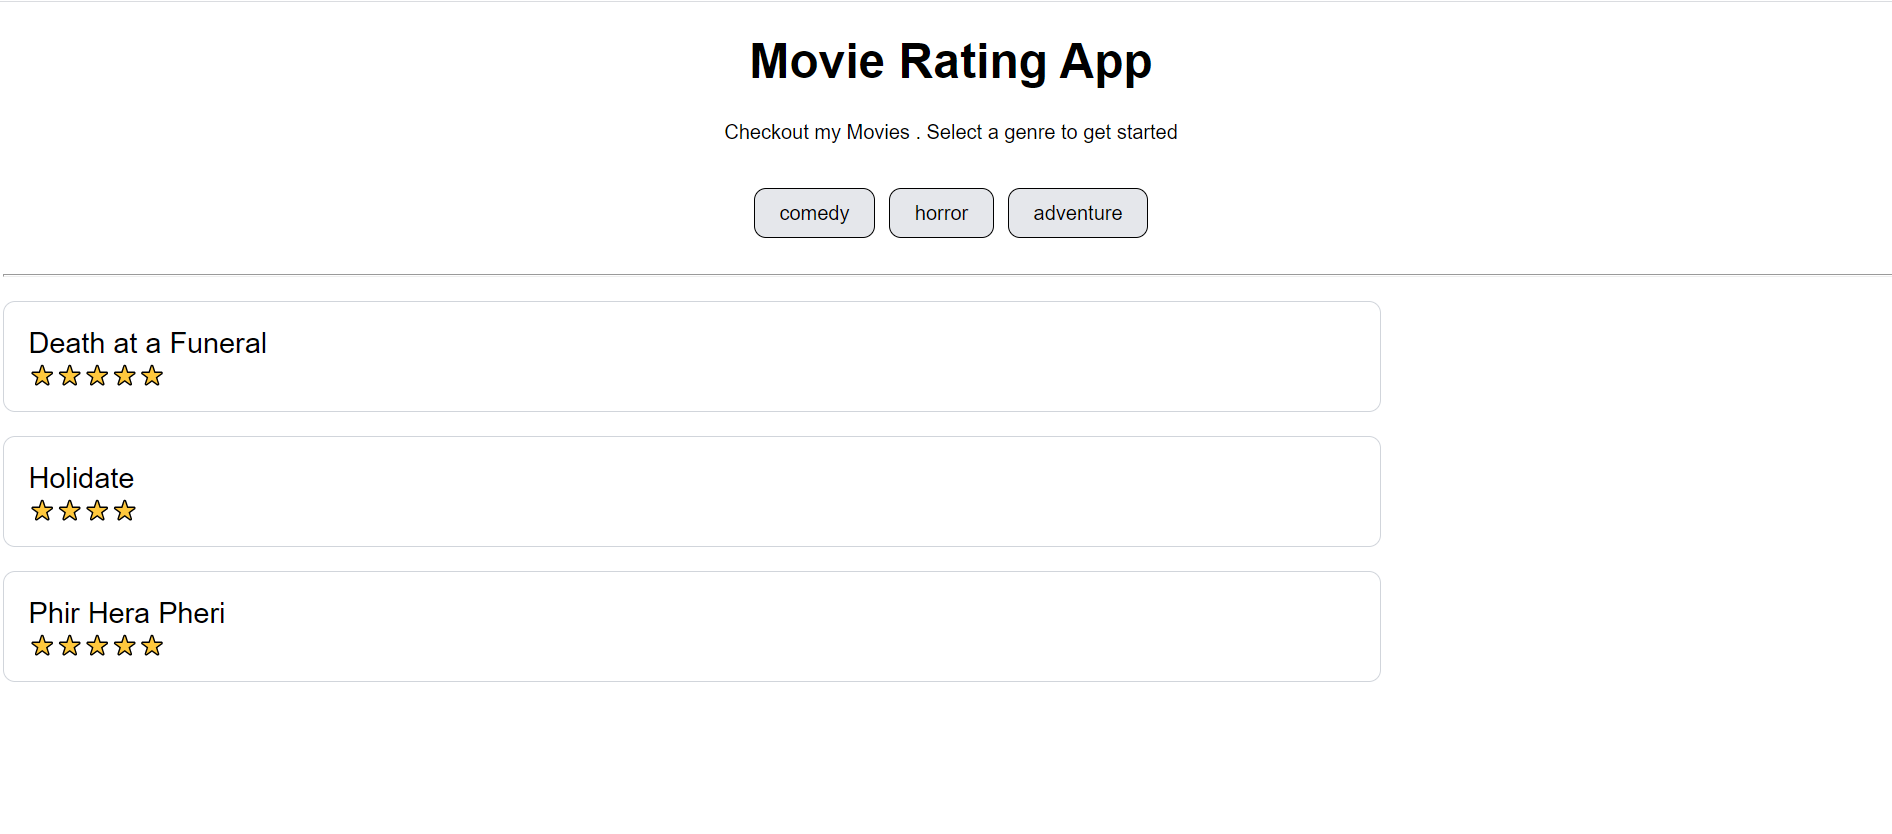 Movie Rating App
Checkout my Movies . Select a genre to get started
comedy horror adventure
Death at a Funeral
Holidate
Phir Hera Pheri